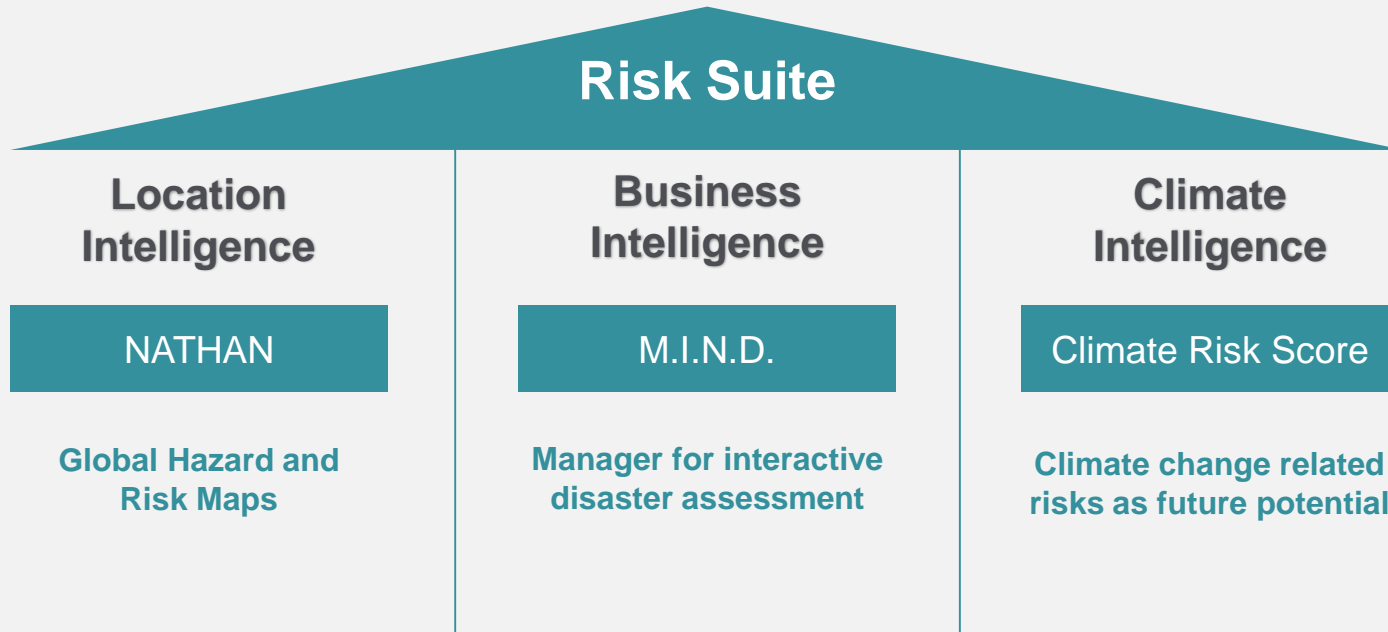 Risk Suite
Location
Intelligence
NATHAN
Global Hazard and
Risk Maps
Business
Intelligence
M.I.N.D.
Manager for interactive
disaster assessment
Climate
Intelligence
Climate Risk Score
Climate change related
risks as future potential